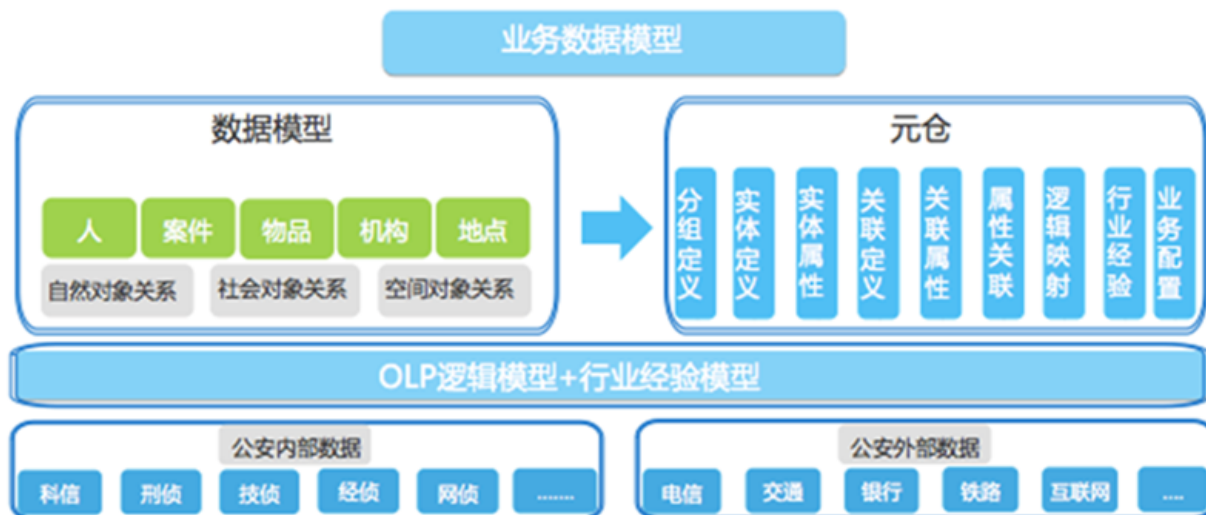 业务数据模型
数据模型
人 案件 物品 机构 地点
自然对象关系 社会对象关系 空间对象关系
元仓
分组定义
实体定义
实体属性
关联定义
关联属性
属性关联
逻辑映射
行业经验
业务配置
OLP逻辑模型+行业经验模型
公安内部数据
科信 刑侦 技侦 经侦 网侦 .......
公安外部数据
电信 交通 银行 铁路 互联网 ....